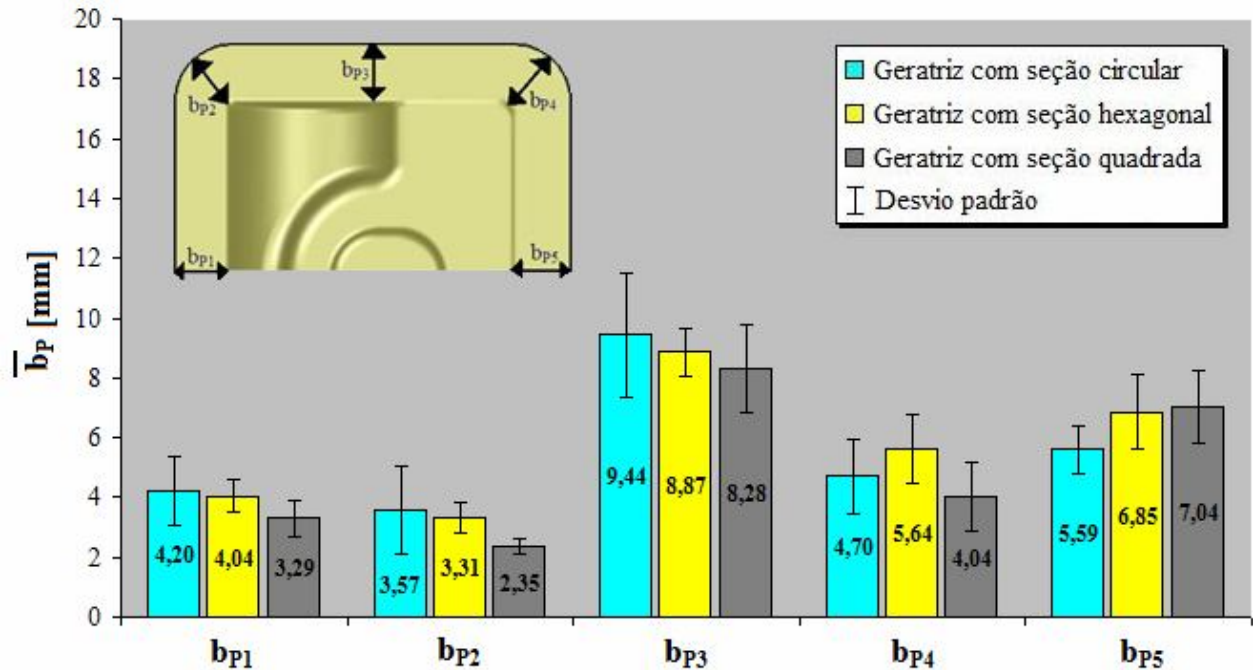 20
18
16
14
12
10
8
6
4
2
0
b̅P [mm]
bP1
bP2
bP3
bP4
bP5
Geratriz com seção circular
Geratriz com seção hexagonal
Geratriz com seção quadrada
Desvio padrão
4,20
4,04
3,29
3,57
3,31
2,35
9,44
8,87
8,28
4,70
5,64
4,04
5,59
6,85
7,04
bP1
bP2
bP3
bP4
bP5